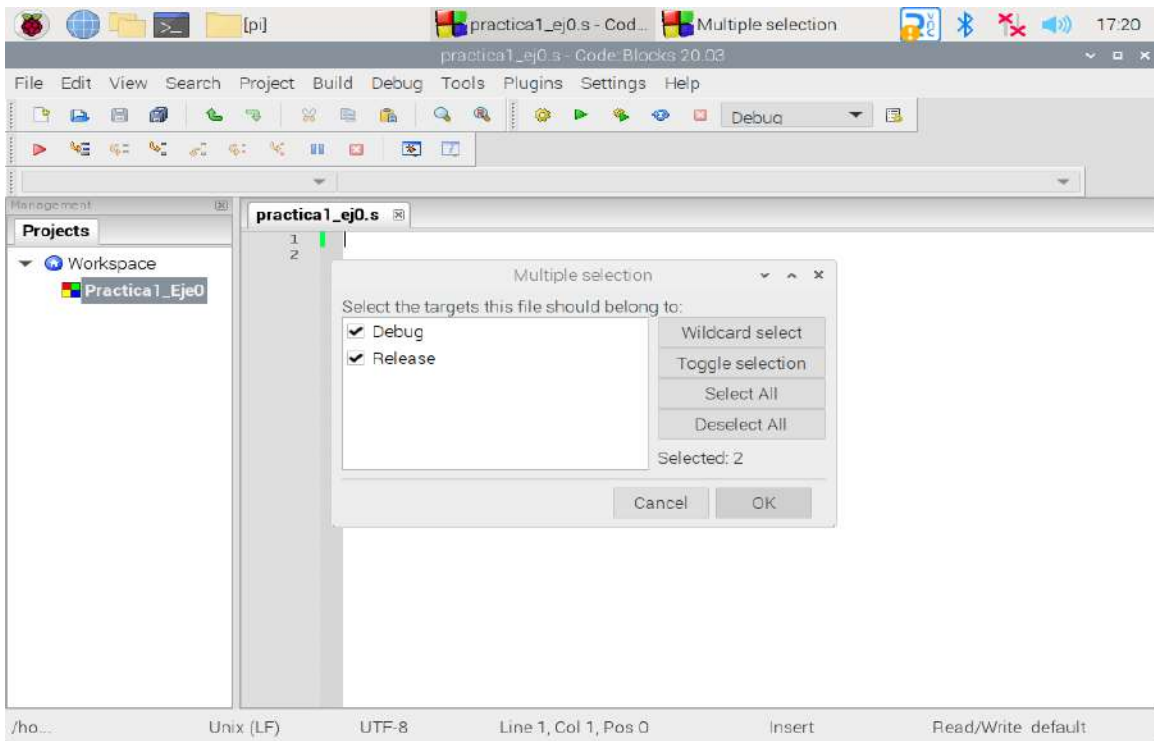 [pi] practica1_ej0.s - Cod... Multiple selection 17:20
practica1_ej0.s - Code::Blocks 20.03
File Edit View Search Project Build Debug Tools Plugins Settings Help
Debug
Management
Projects
Workspace
Practica1_Eje0
practica1_ej0.s
1
2
Multiple selection
Select the targets this file should belong to:
Debug
Release
Wildcard select
Toggle selection
Select All
Deselect All
Selected: 2
Cancel OK
/ho... Unix (LF) UTF-8 Line 1, Col 1, Pos 0 Insert Read/Write default